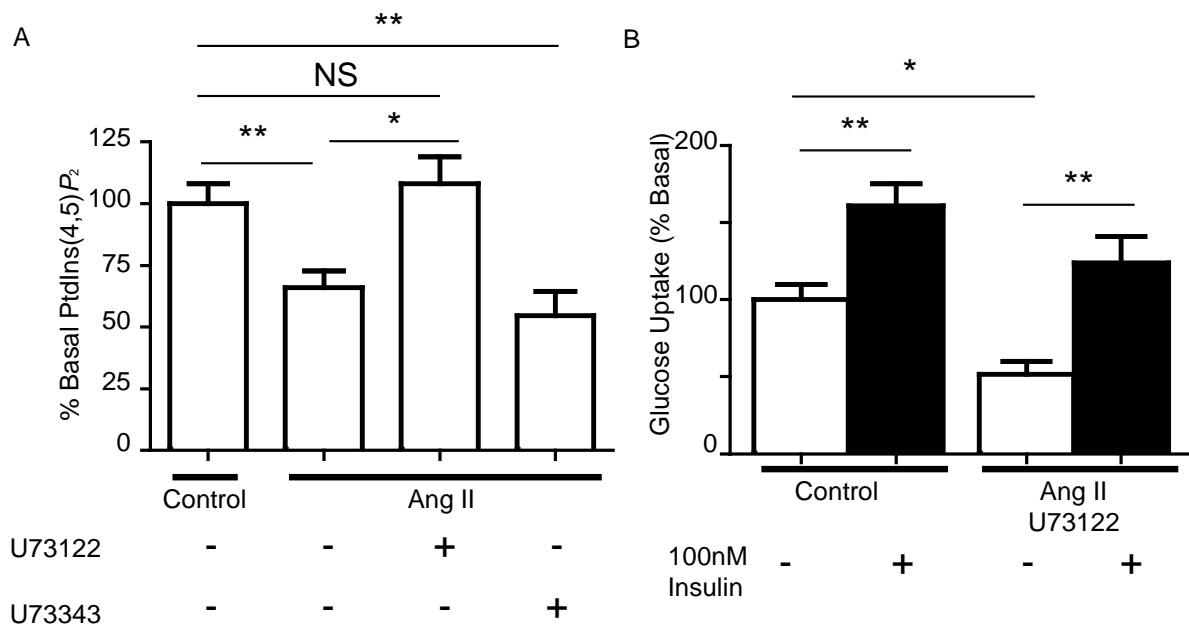 A
**
NS
**
*
% Basal PtdIns(4,5)P₂
125
100
75
50
25
0
Control
Ang II
U73122
-
-
+
-
U73343
-
-
-
+
B
*
**
**
Glucose Uptake (% Basal)
200
100
0
Control
Ang II
U73122
100nM
Insulin
-
+
-
+